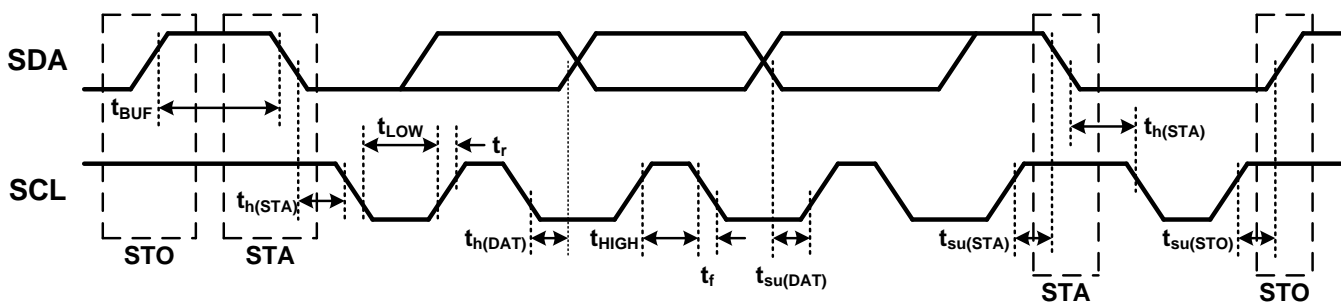 SDA
t_BUF
t_LOW
t_r
t_h(STA)
SCL
t_h(STA)
t_h(DAT)
t_HIGH
t_f
t_su(DAT)
t_su(STA)
t_su(STO)
STO
STA
STA
STO